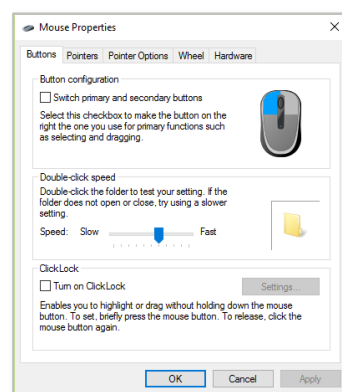 Mouse Properties
Buttons Pointers Pointer Options Wheel Hardware
Button configuration
Switch primary and secondary buttons
Select this checkbox to make the button on the
right the one you use for primary functions such
as selecting and dragging.
Double-click speed
Double-click the folder to test your setting. If the
folder does not open or close, try using a slower
setting.
Speed: Slow Fast
ClickLock
Turn on ClickLock Settings...
Enables you to highlight or drag without holding down the mouse
button. To set, briefly press the mouse button. To release, click the
mouse button again.
OK Cancel Apply